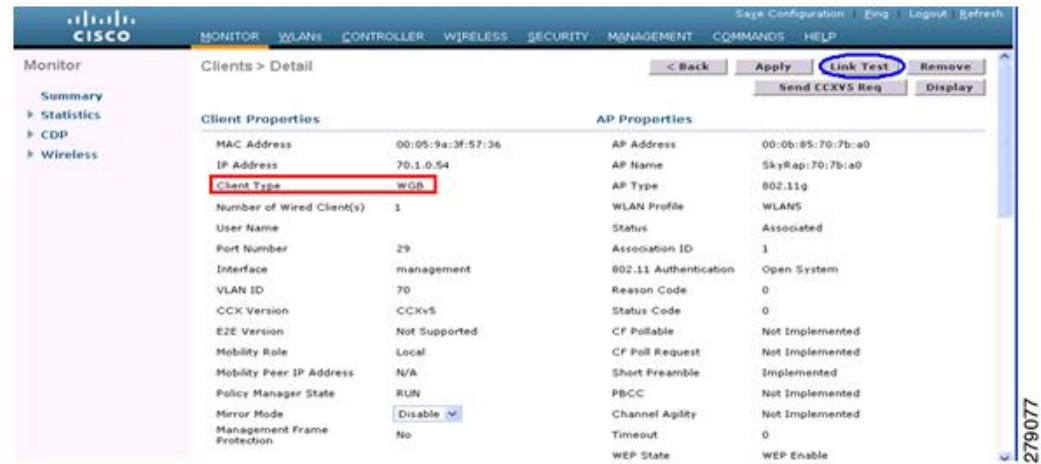 Save Configuration Ping Logout Refresh
CISCO MONITOR WLANs CONTROLLER WIRELESS SECURITY MANAGEMENT COMMANDS HELP
Monitor
Summary
Statistics
CDP
Wireless
Clients > Detail
< Back Apply Link Test Remove
Send CCXV5 Req Display
Client Properties
MAC Address 00:05:9a:3f:57:36
IP Address 70.1.0.54
Client Type WGB
Number of Wired Client(s) 1
User Name
Port Number 29
Interface management
VLAN ID 70
CCX Version CCXv5
E2E Version Not Supported
Mobility Role Local
Mobility Peer IP Address N/A
Policy Manager State RUN
Mirror Mode Disable
Management Frame
Protection No
AP Properties
AP Address 00:0b:85:70:7b:a0
AP Name SkyRap:70:7b:a0
AP Type 802.11g
WLAN Profile WLAN5
Status Associated
Association ID 1
802.11 Authentication Open System
Reason Code 0
Status Code 0
CF Pollable Not Implemented
CF Poll Request Not Implemented
Short Preamble Implemented
PBCC Not Implemented
Channel Agility Not Implemented
Timeout 0
WEP State WEP Enable
279077